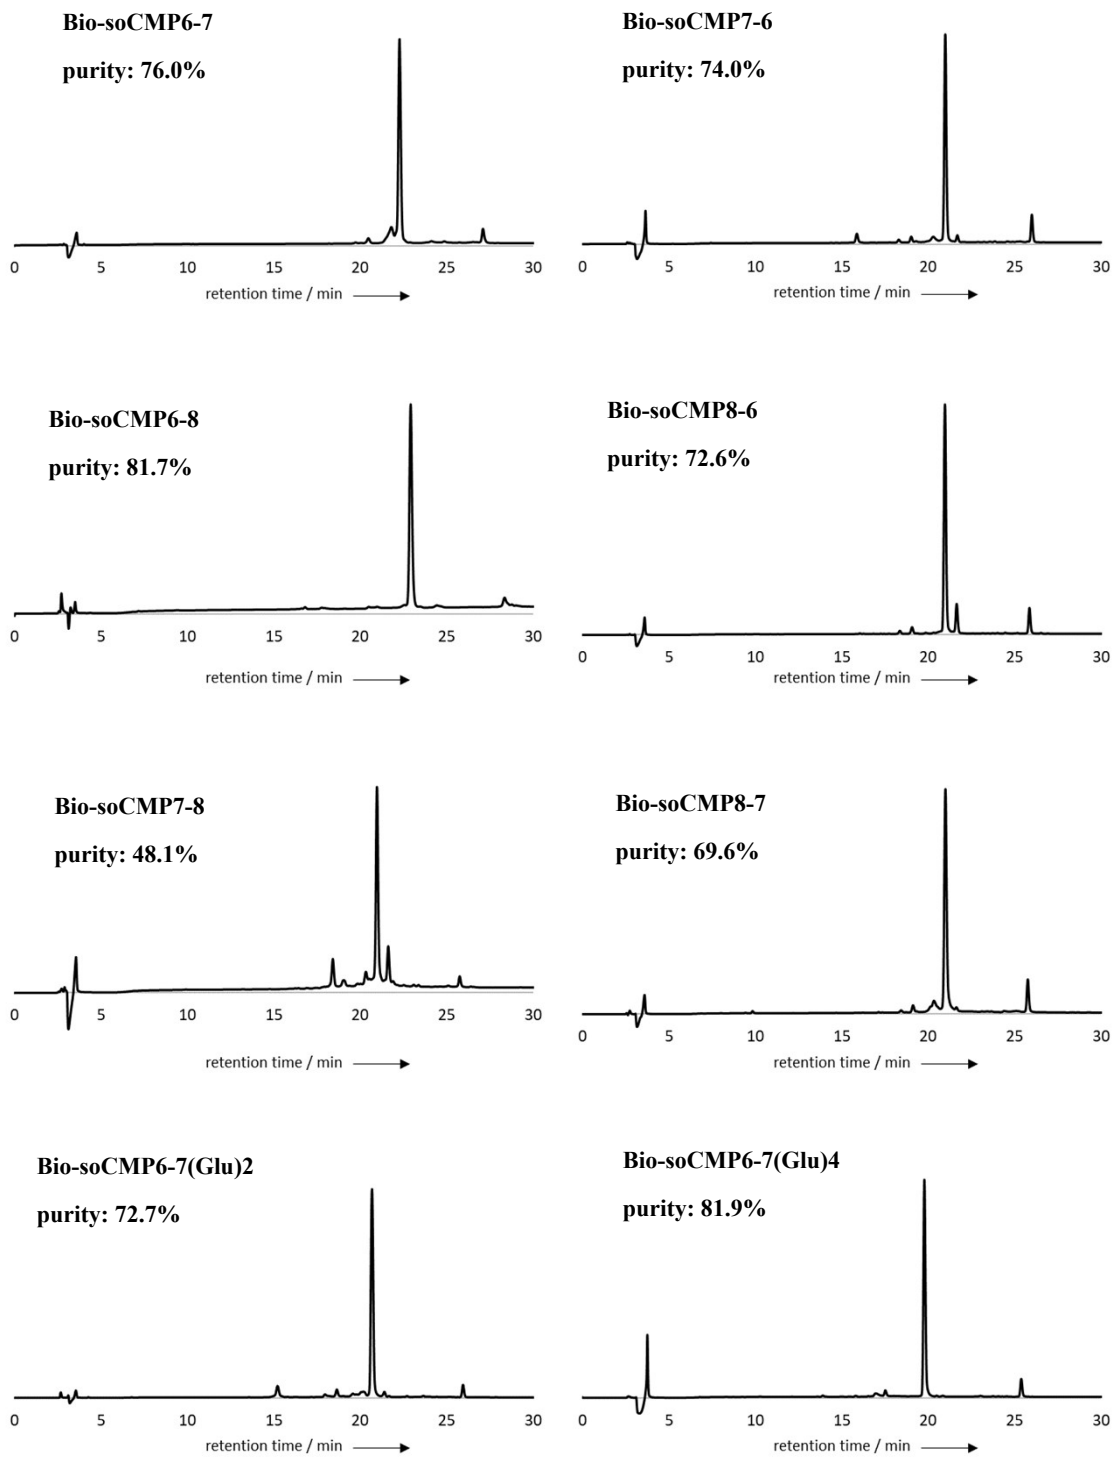 Bio-soCMP6-7
purity: 76.0%
0 5 10 15 20 25 30
retention time / min
Bio-soCMP7-6
purity: 74.0%
0 5 10 15 20 25 30
retention time / min
Bio-soCMP6-8
purity: 81.7%
0 5 10 15 20 25 30
retention time / min
Bio-soCMP8-6
purity: 72.6%
0 5 10 15 20 25 30
retention time / min
Bio-soCMP7-8
purity: 48.1%
0 5 10 15 20 25 30
retention time / min
Bio-soCMP8-7
purity: 69.6%
0 5 10 15 20 25 30
retention time / min
Bio-soCMP6-7(Glu)2
purity: 72.7%
0 5 10 15 20 25 30
retention time / min
Bio-soCMP6-7(Glu)4
purity: 81.9%
0 5 10 15 20 25 30
retention time / min